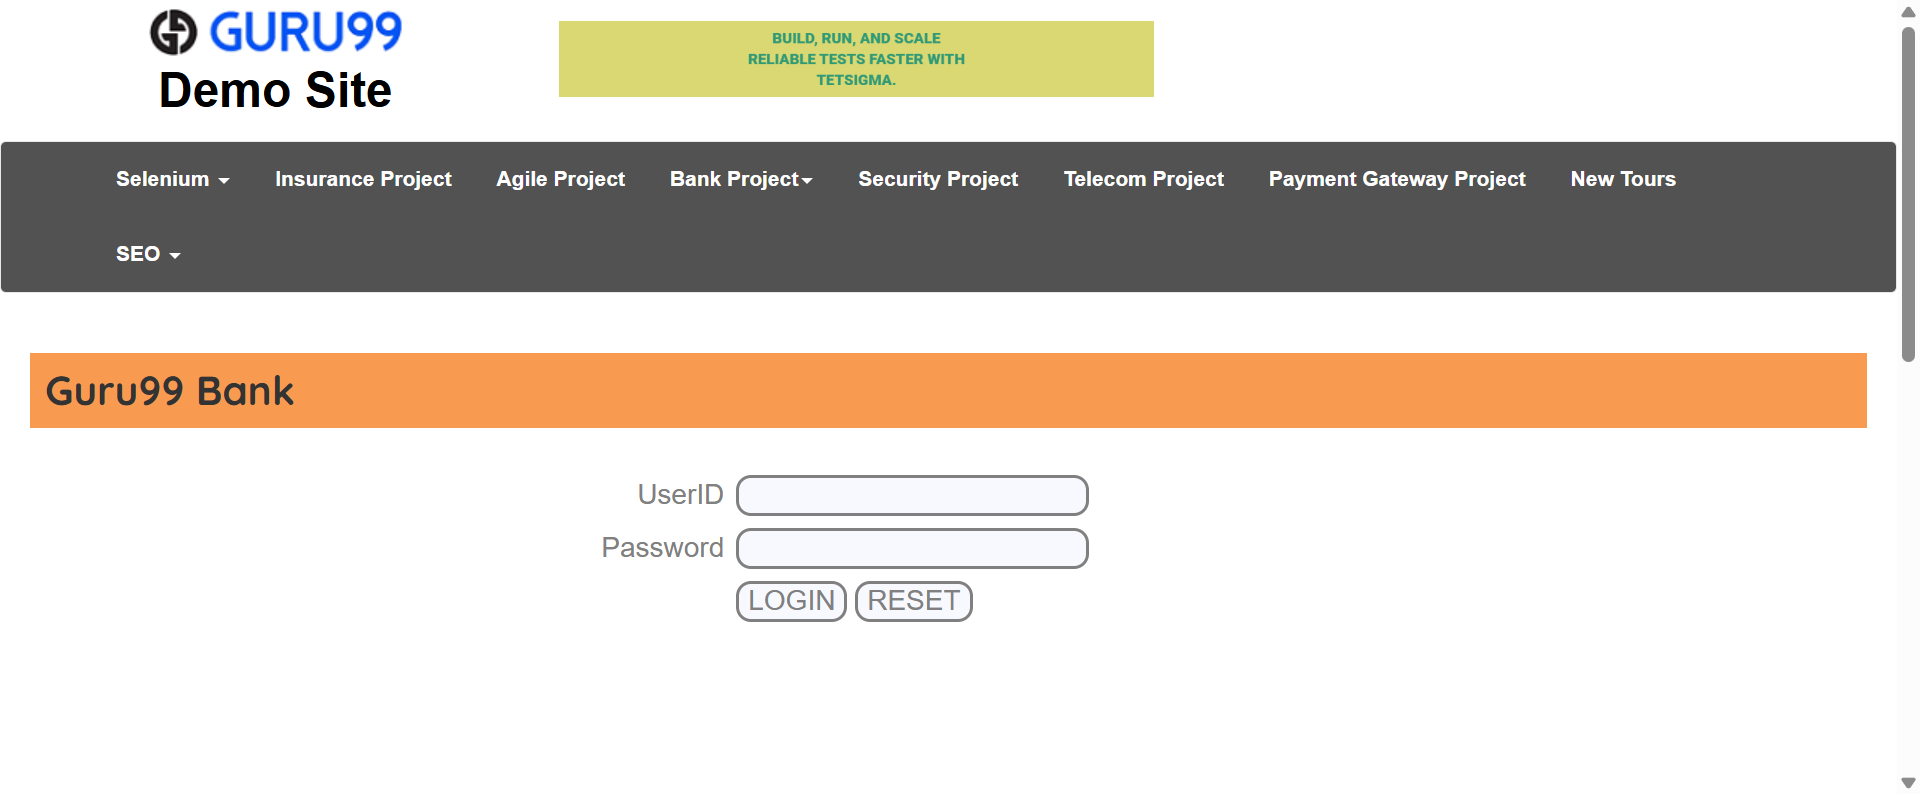 GURU99
Demo Site
BUILD, RUN, AND SCALE
RELIABLE TESTS FASTER WITH
TETSIGMA.
Selenium Insurance Project Agile Project Bank Project Security Project Telecom Project Payment Gateway Project New Tours
SEO
Guru99 Bank
UserID
Password
LOGIN RESET